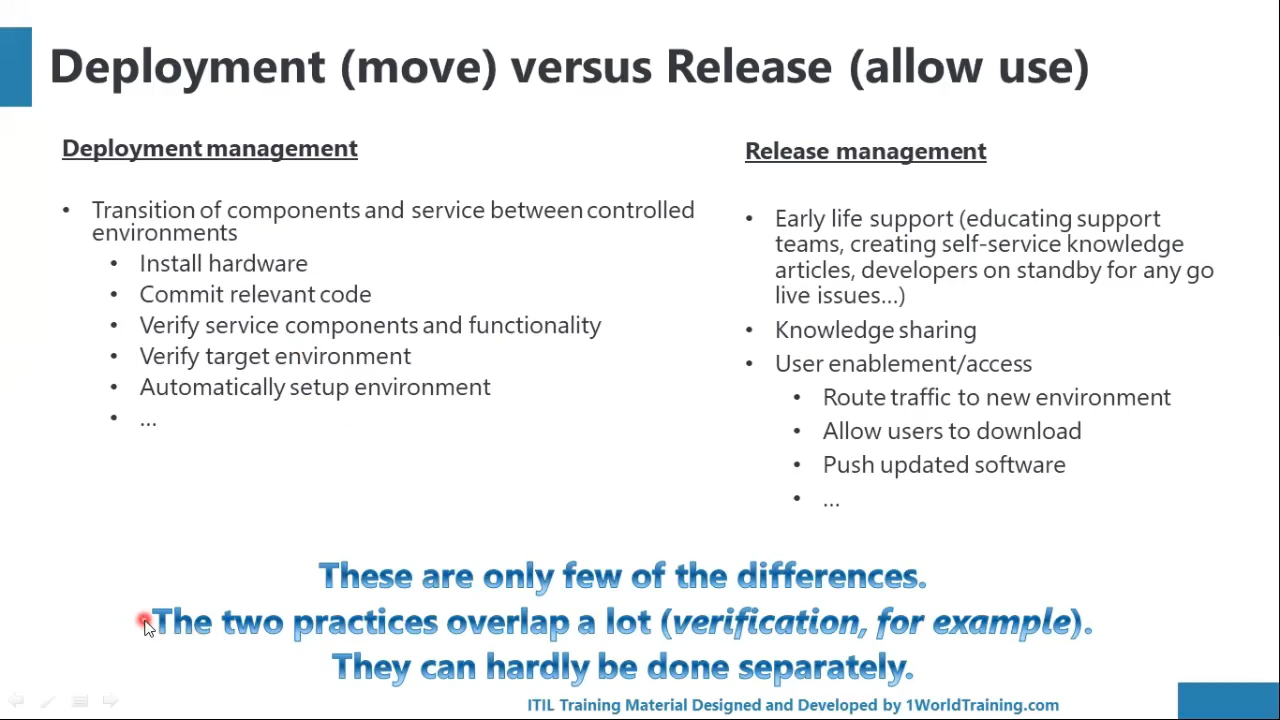 Deployment (move) versus Release (allow use)
Deployment management
• Transition of components and service between controlled
environments
• Install hardware
• Commit relevant code
• Verify service components and functionality
• Verify target environment
• Automatically setup environment
• ...
Release management
• Early life support (educating support
teams, creating self-service knowledge
articles, developers on standby for any go
live issues...)
• Knowledge sharing
• User enablement/access
• Route traffic to new environment
• Allow users to download
• Push updated software
• ...
These are only few of the differences.
The two practices overlap a lot (verification, for example).
They can hardly be done separately.
ITIL Training Material Designed and Developed by 1WorldTraining.com